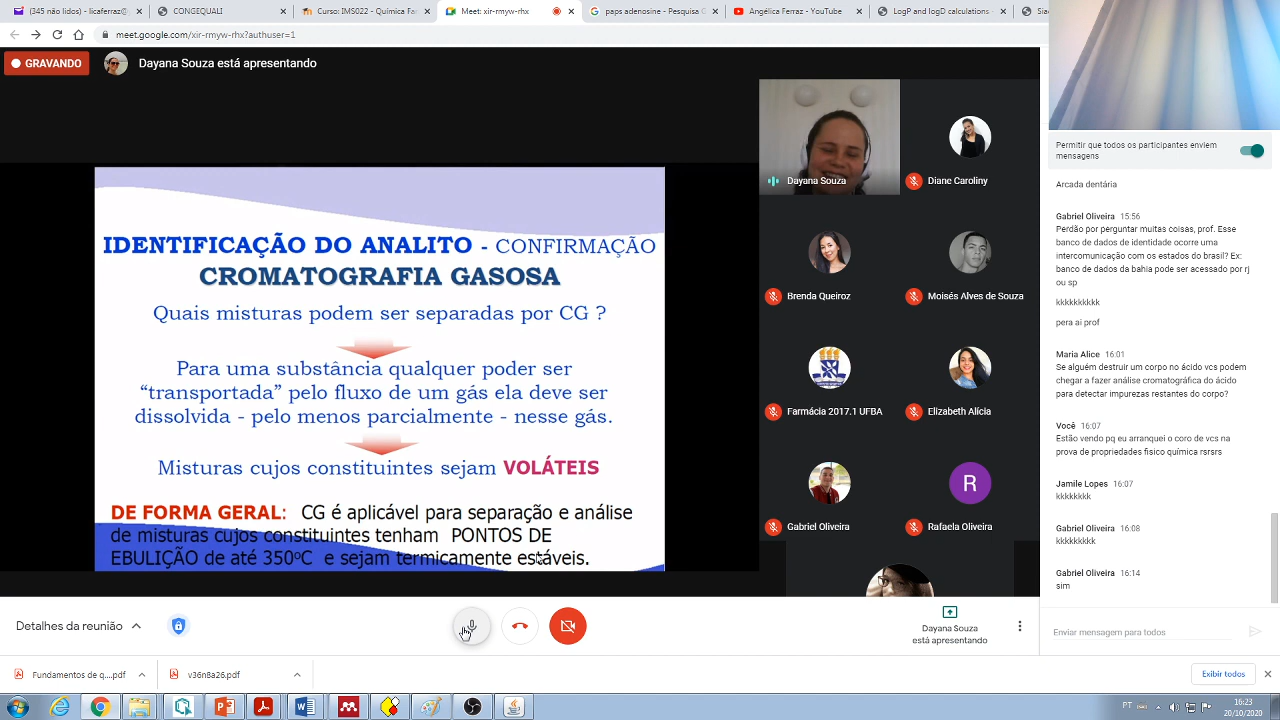 (345 não lidos) - licaferraz
CONGEQUALI
Curso: IMS022 - Química Far
Meet: xir-rmyw-rhx
paps adenosine - Pesquisa G
Angélica Ferraz - YouTube
LogP and logD calculations
meet.google.com/xir-rmyw-rhx?authuser=1
GRAVANDO
Dayana Souza está apresentando
IDENTIFICAÇÃO DO ANALITO - CONFIRMAÇÃO
CROMATOGRAFIA GASOSA
Quais misturas podem ser separadas por CG ?
Para uma substância qualquer poder ser
“transportada” pelo fluxo de um gás ela deve ser
dissolvida - pelo menos parcialmente - nesse gás.
Misturas cujos constituintes sejam VOLÁTEIS
DE FORMA GERAL: CG é aplicável para separação e análise
de misturas cujos constituintes tenham PONTOS DE
EBULIÇÃO de até 350ºC e sejam termicamente estáveis.
Dayana Souza
Diane Caroliny
Brenda Queiroz
Moisés Alves de Souza
Farmácia 2017.1 UFBA
Elizabeth Alícia
Gabriel Oliveira
R
Rafaela Oliveira
Permitir que todos os participantes enviem
mensagens
Arcada dentária
Gabriel Oliveira 15:56
Perdão por perguntar muitas coisas, prof. Esse
banco de dados de identidade ocorre uma
intercomunicação com os estados do brasil? Ex:
banco de dados da bahia pode ser acessado por rj
ou sp
kkkkkkkkkk
pera ai prof
Maria Alice 16:01
Se alguém destruir um corpo no ácido vcs podem
chegar a fazer análise cromatográfica do ácido
para detectar impurezas restantes do corpo?
Você 16:07
Estão vendo pq eu arranquei o coro de vcs na
prova de propriedades fisico química rsrsrs
Jamile Lopes 16:07
kkkkkkkk
Gabriel Oliveira 16:08
kkkkkkkkk
Gabriel Oliveira 16:14
sim
Enviar mensagem para todos
Detalhes da reunião
Dayana Souza
está apresentando
Fundamentos de q....pdf
v36n8a26.pdf
Exibir todos
PT
16:23
20/10/2020